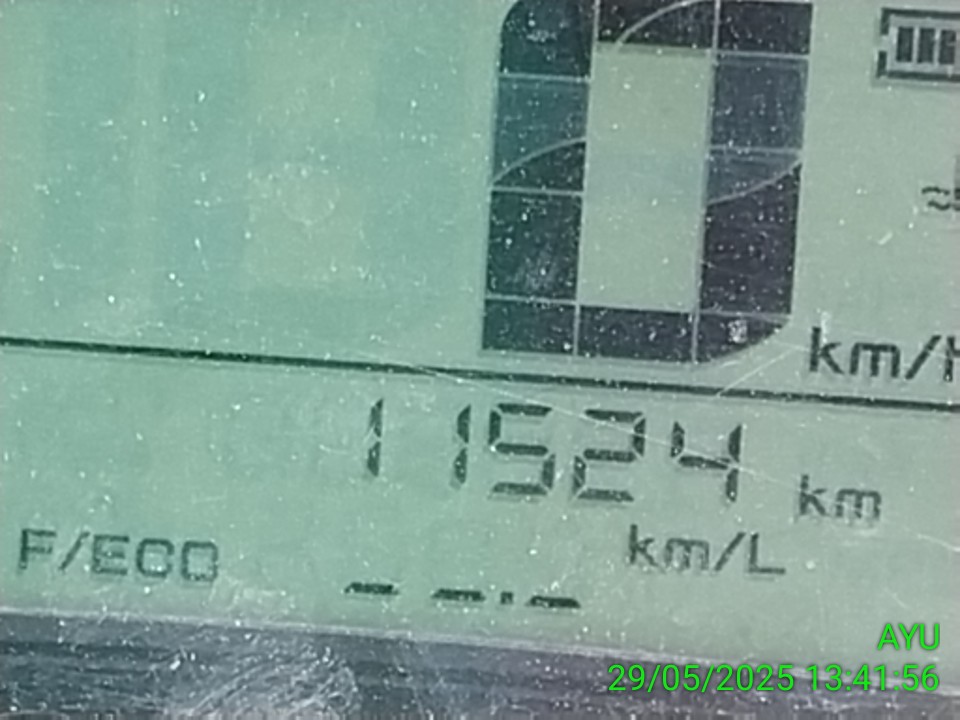 0
km/h
11524 km
F/ECO --.- km/L
AYU
29/05/2025 13:41:56